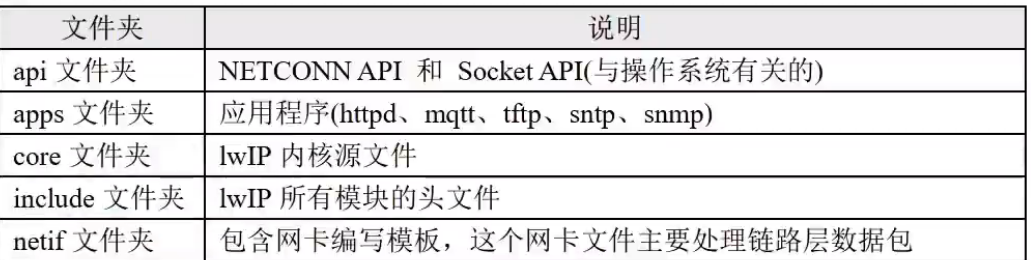 文件夹 说明
api 文件夹 NETCONN API 和 Socket API(与操作系统有关的)
apps 文件夹 应用程序(httpd、mqtt、tftp、sntp、snmp)
core 文件夹 lwIP 内核源文件
include 文件夹 lwIP 所有模块的头文件
netif 文件夹 包含网卡编写模板，这个网卡文件主要处理链路层数据包